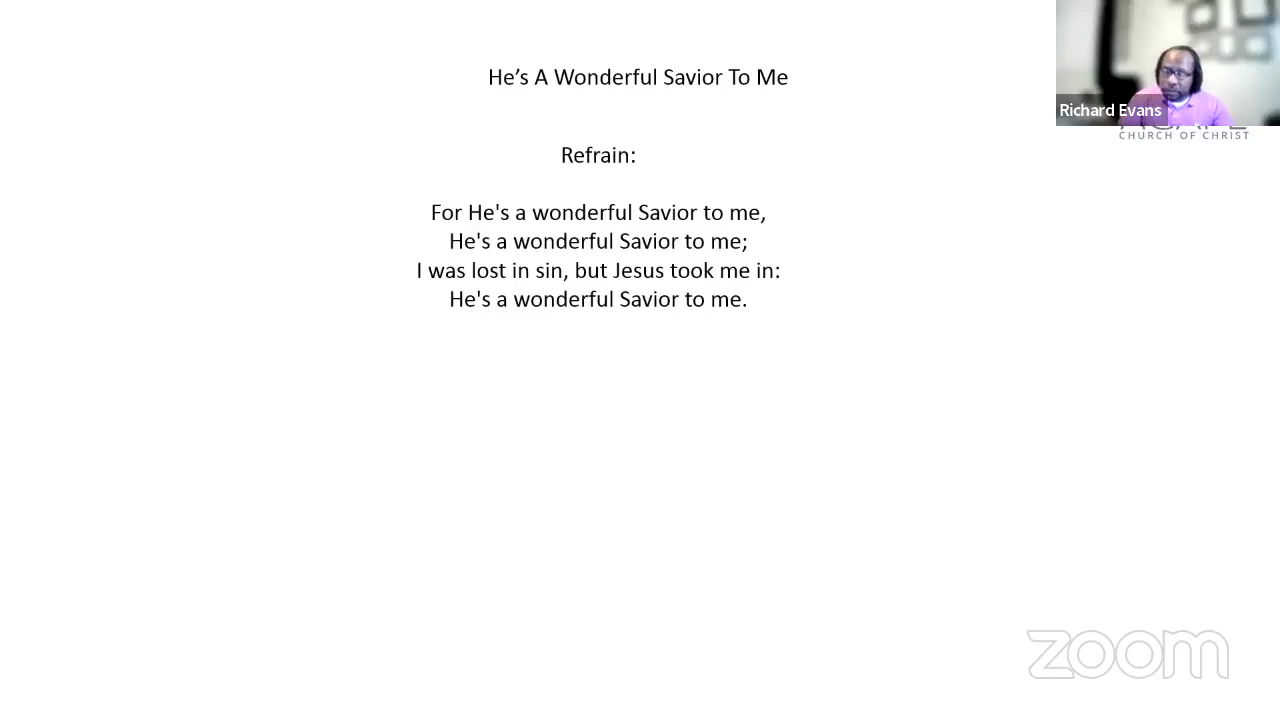 He’s A Wonderful Savior To Me
Richard Evans
CHURCH OF CHRIST
Refrain:
For He's a wonderful Savior to me,
He's a wonderful Savior to me;
I was lost in sin, but Jesus took me in:
He's a wonderful Savior to me.
zoom